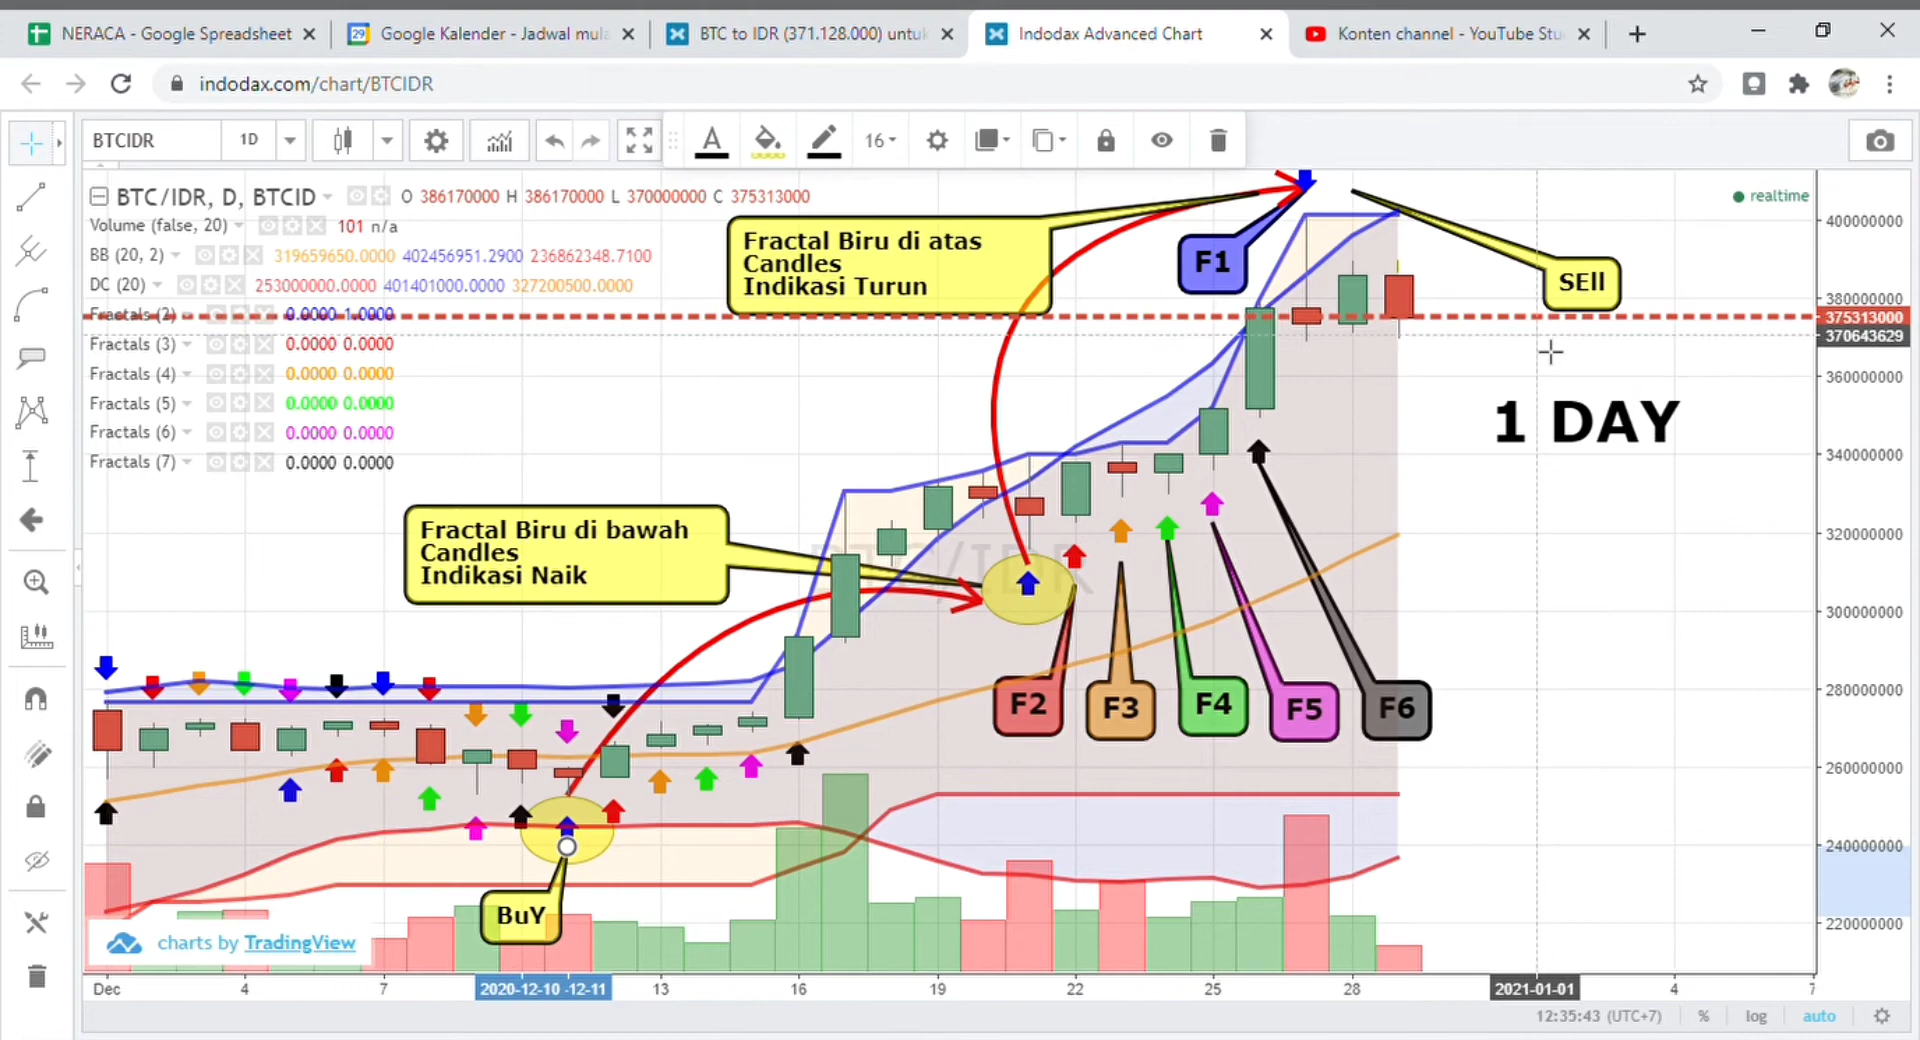 NERACA - Google Spreadsheet
Google Kalender - Jadwal mula
BTC to IDR (371.128.000) untuk
Indodax Advanced Chart
Konten channel - YouTube Stu
indodax.com/chart/BTCIDR
BTCIDR
1D
A
16
BTC/IDR, D, BTCID
O 386170000 H 386170000 L 370000000 C 375313000
realtime
Volume (false, 20)
101 n/a
BB (20, 2)
319659650.0000 402456951.2900 236862348.7100
DC (20)
253000000.0000 401401000.0000 327200500.0000
Fractals (2)
0.0000 1.0000
Fractals (3)
0.0000 0.0000
Fractals (4)
0.0000 0.0000
Fractals (5)
0.0000 0.0000
Fractals (6)
0.0000 0.0000
Fractals (7)
0.0000 0.0000
Fractal Biru di atas
Candles
Indikasi Turun
F1
SEll
1 DAY
Fractal Biru di bawah
Candles
Indikasi Naik
BTC/IDR
F2
F3
F4
F5
F6
BuY
400000000
380000000
375313000
370643629
360000000
340000000
320000000
300000000
280000000
260000000
240000000
220000000
charts by TradingView
Dec
4
7
2020-12-10
-12-11
13
16
19
22
25
28
2021-01-01
4
7
12:35:43 (UTC+7)
%
log
auto